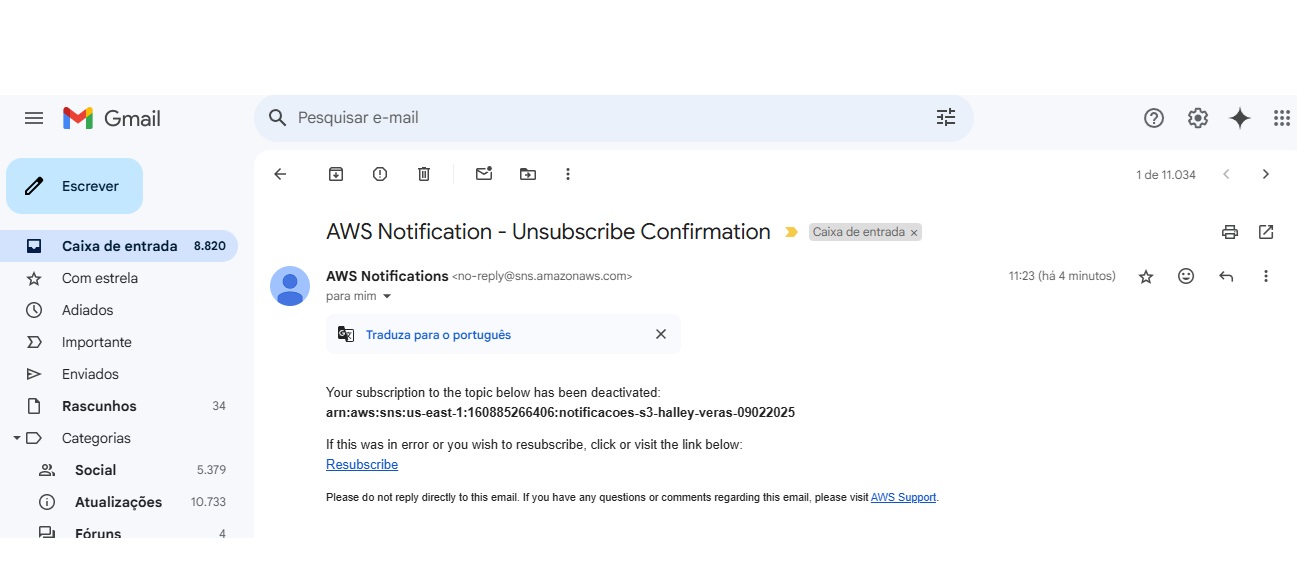 Gmail
Pesquisar e-mail
Escrever
1 de 11.034
Caixa de entrada 8.820
Com estrela
Adiados
Importante
Enviados
Rascunhos 34
Categorias
Social 5.379
Atualizações 10.733
Fóruns 4
AWS Notification - Unsubscribe Confirmation Caixa de entrada ×
AWS Notifications <no-reply@sns.amazonaws.com> 11:23 (há 4 minutos)
para mim
Traduza para o português
Your subscription to the topic below has been deactivated:
arn:aws:sns:us-east-1:160885266406:notificacoes-s3-halley-veras-09022025
If this was in error or you wish to resubscribe, click or visit the link below:
Resubscribe
Please do not reply directly to this email. If you have any questions or comments regarding this email, please visit AWS Support.